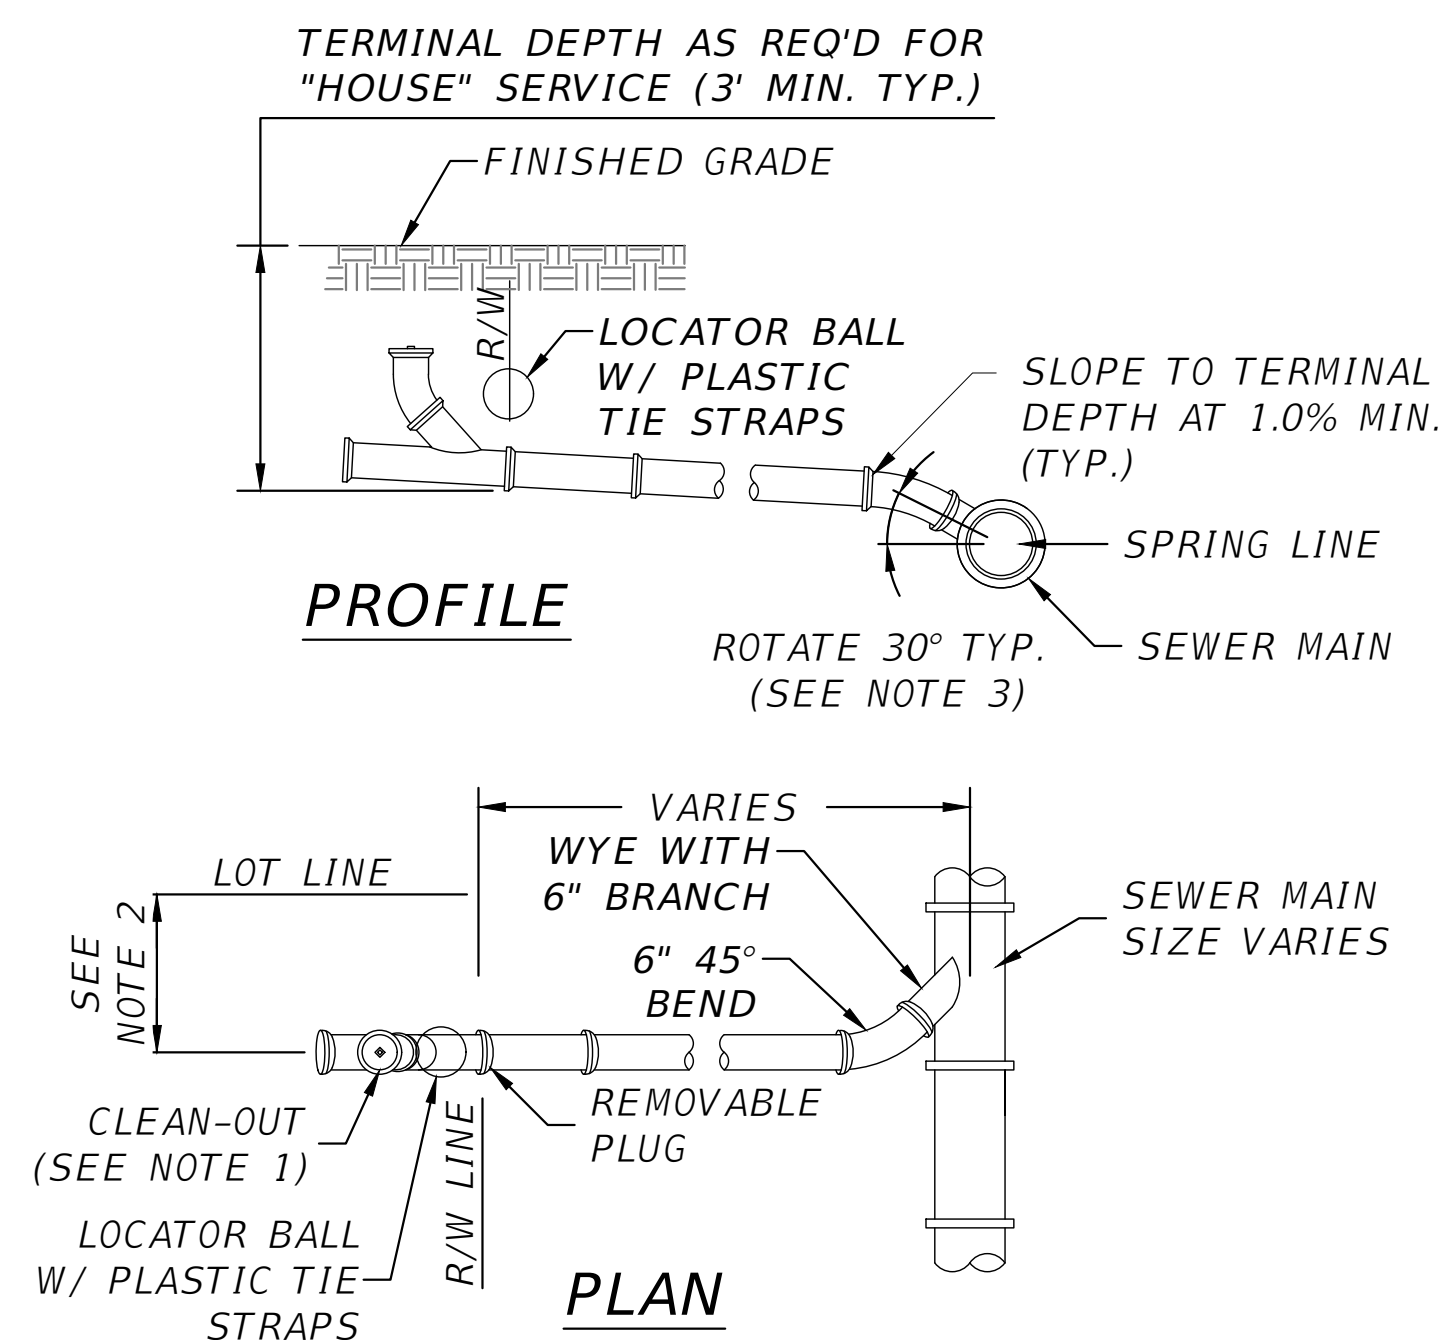 TERMINAL DEPTH AS REQ'D FOR
"HOUSE" SERVICE (3' MIN. TYP.)
FINISHED GRADE
R/W
LOCATOR BALL
W/ PLASTIC
TIE STRAPS
SLOPE TO TERMINAL
DEPTH AT 1.0% MIN.
(TYP.)
SPRING LINE
PROFILE
ROTATE 30° TYP.
(SEE NOTE 3)
SEWER MAIN
VARIES
WYE WITH
6" BRANCH
LOT LINE
SEE
NOTE 2
6" 45°
BEND
SEWER MAIN
SIZE VARIES
CLEAN-OUT
(SEE NOTE 1)
REMOVABLE
PLUG
R/W LINE
LOCATOR BALL
W/ PLASTIC TIE
STRAPS
PLAN